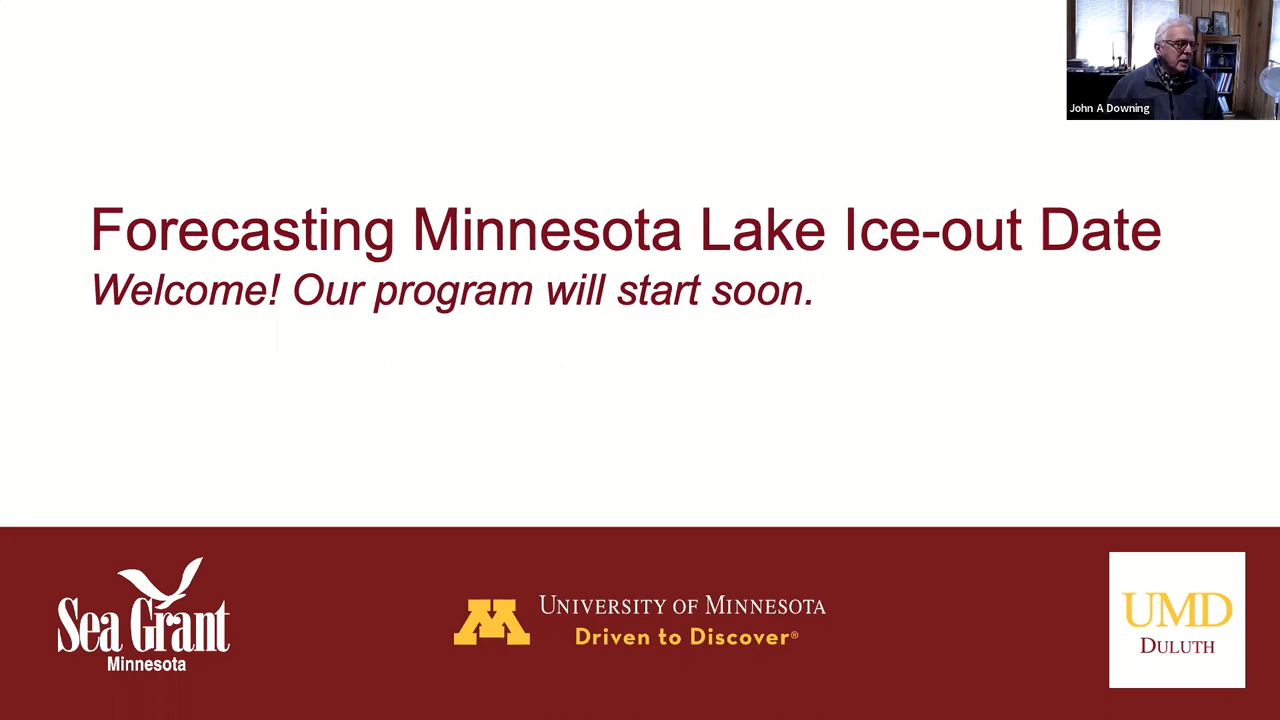 John A Downing
Forecasting Minnesota Lake Ice-out Date
Welcome! Our program will start soon.
Sea Grant
Minnesota
M
UNIVERSITY OF MINNESOTA
Driven to Discover®
UMD
DULUTH